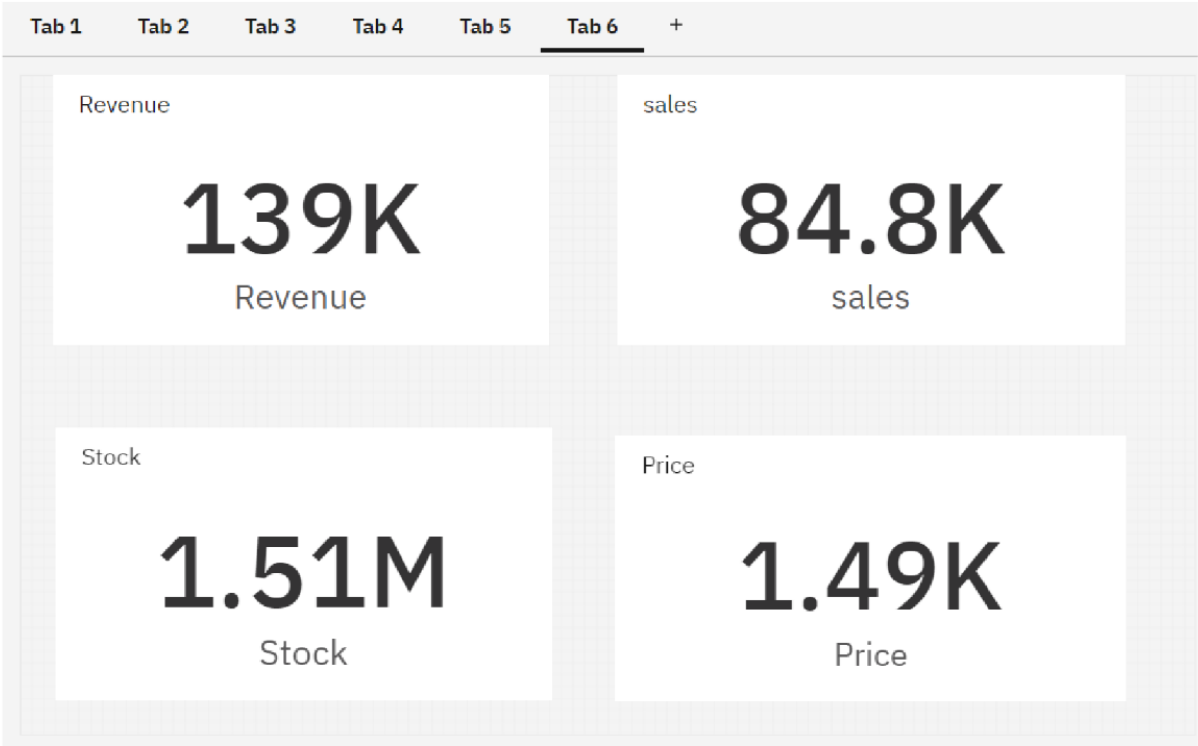 Tab 1 Tab 2 Tab 3 Tab 4 Tab 5 Tab 6 +
Revenue
139K
Revenue
sales
84.8K
sales
Stock
1.51M
Stock
Price
1.49K
Price